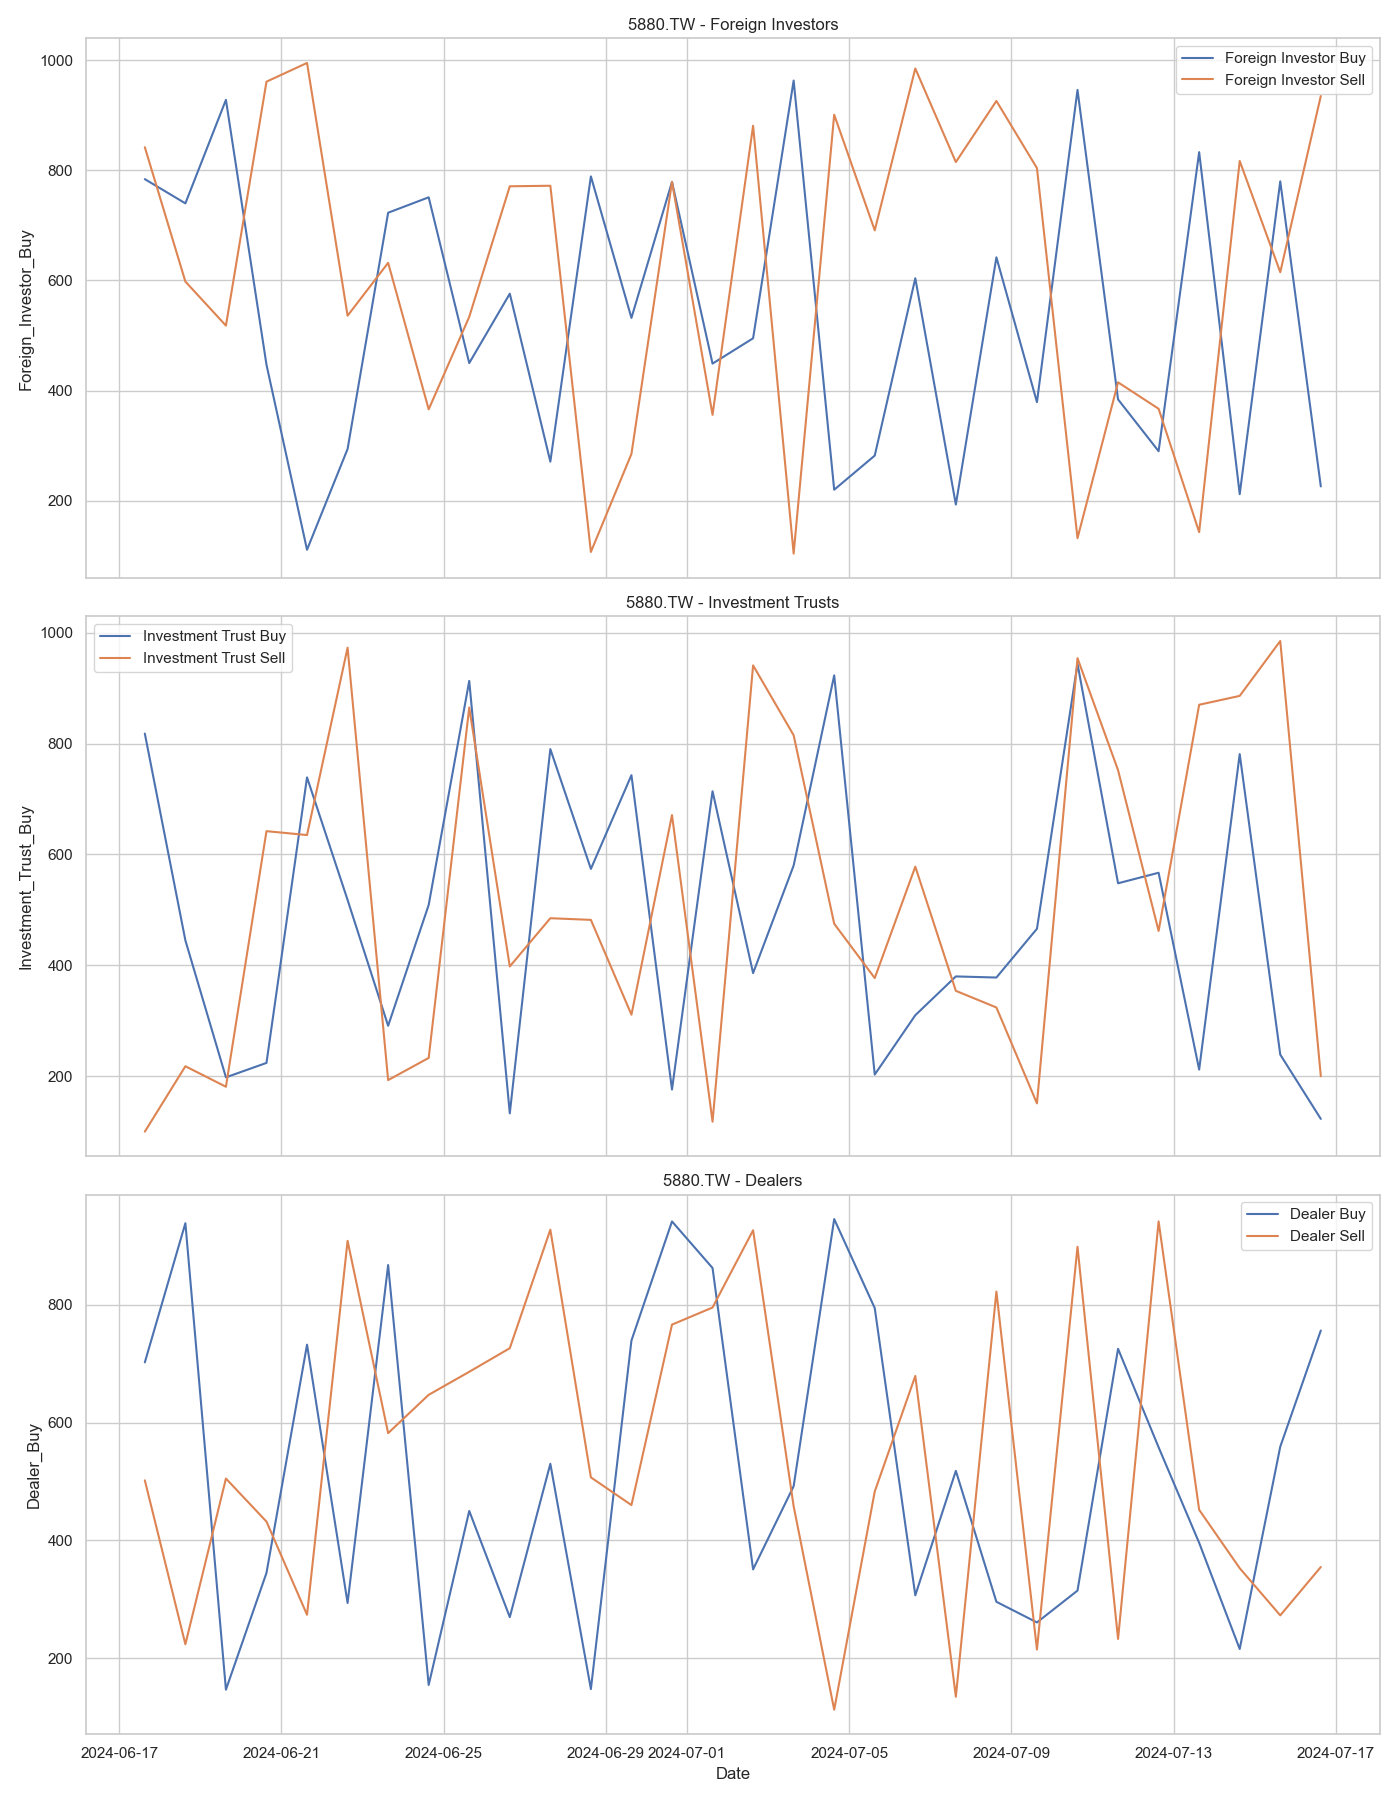 5880.TW - Foreign Investors
Foreign_Investor_Buy
1000
800
600
400
200
Foreign Investor Buy
Foreign Investor Sell
5880.TW - Investment Trusts
Investment_Trust_Buy
1000
800
600
400
200
Investment Trust Buy
Investment Trust Sell
5880.TW - Dealers
Dealer_Buy
800
600
400
200
Dealer Buy
Dealer Sell
2024-06-17 2024-06-21 2024-06-25 2024-06-29 2024-07-01 2024-07-05 2024-07-09 2024-07-13 2024-07-17
Date